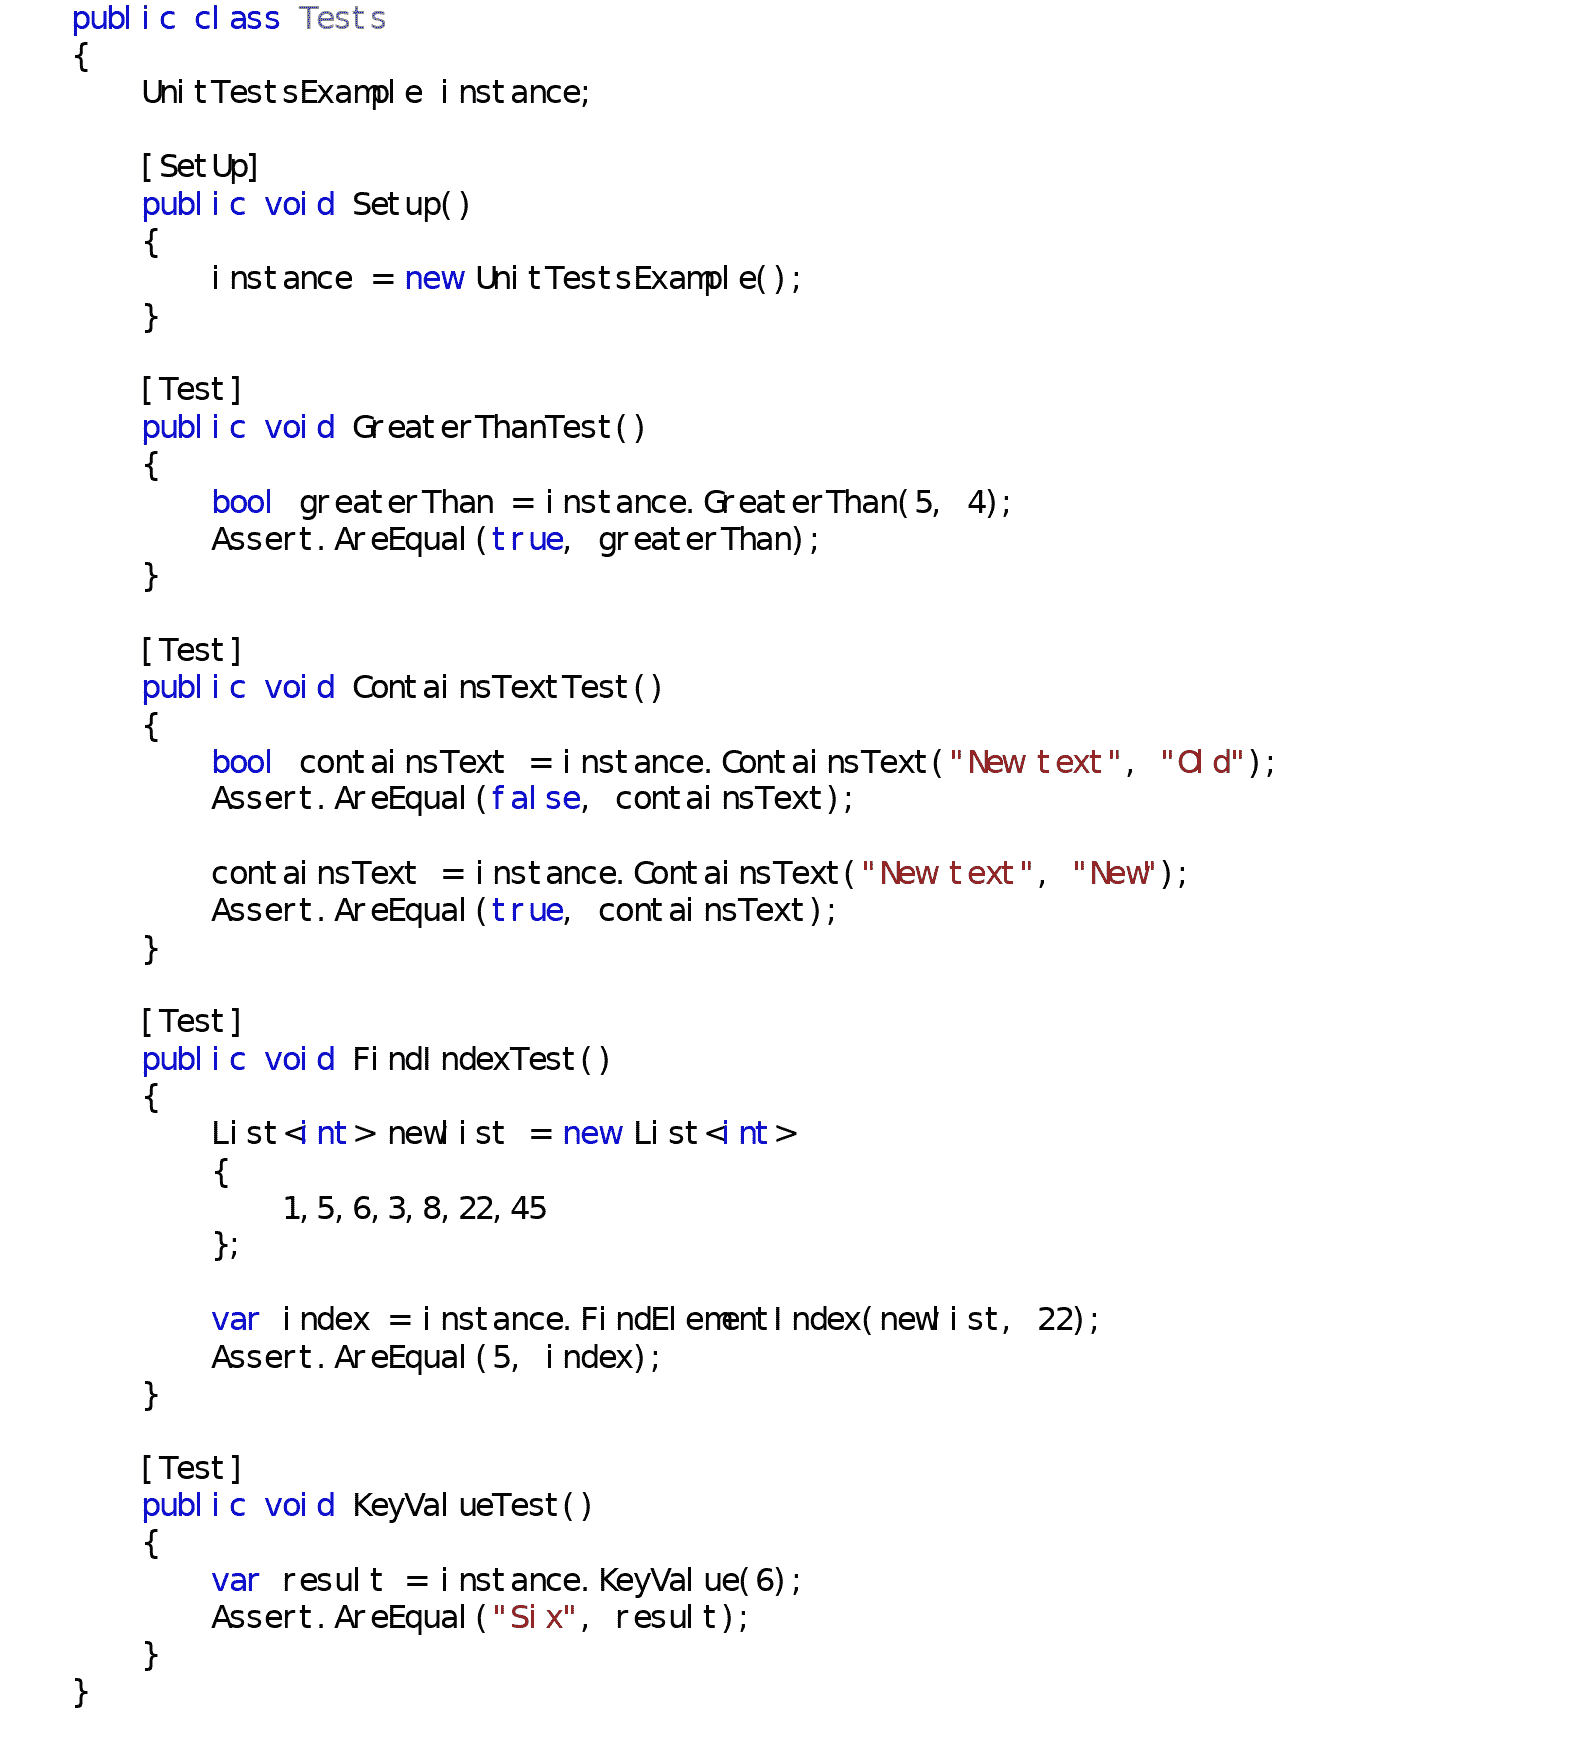 public class Tests
{
    UnitTestsExample instance;

    [SetUp]
    public void Setup()
    {
        instance = new UnitTestsExample();
    }

    [Test]
    public void GreaterThanTest()
    {
        bool greaterThan = instance.GreaterThan(5, 4);
        Assert.AreEqual(true, greaterThan);
    }

    [Test]
    public void ContainsTextTest()
    {
        bool containsText = instance.ContainsText("New text", "Old");
        Assert.AreEqual(false, containsText);

        containsText = instance.ContainsText("New text", "New");
        Assert.AreEqual(true, containsText);
    }

    [Test]
    public void FindIndexTest()
    {
        List<int> newlist = new List<int>
        {
            1,5,6,3,8,22,45
        };

        var index = instance.FindElementIndex(newlist, 22);
        Assert.AreEqual(5, index);
    }

    [Test]
    public void KeyValueTest()
    {
        var result = instance.KeyValue(6);
        Assert.AreEqual("Six", result);
    }
}